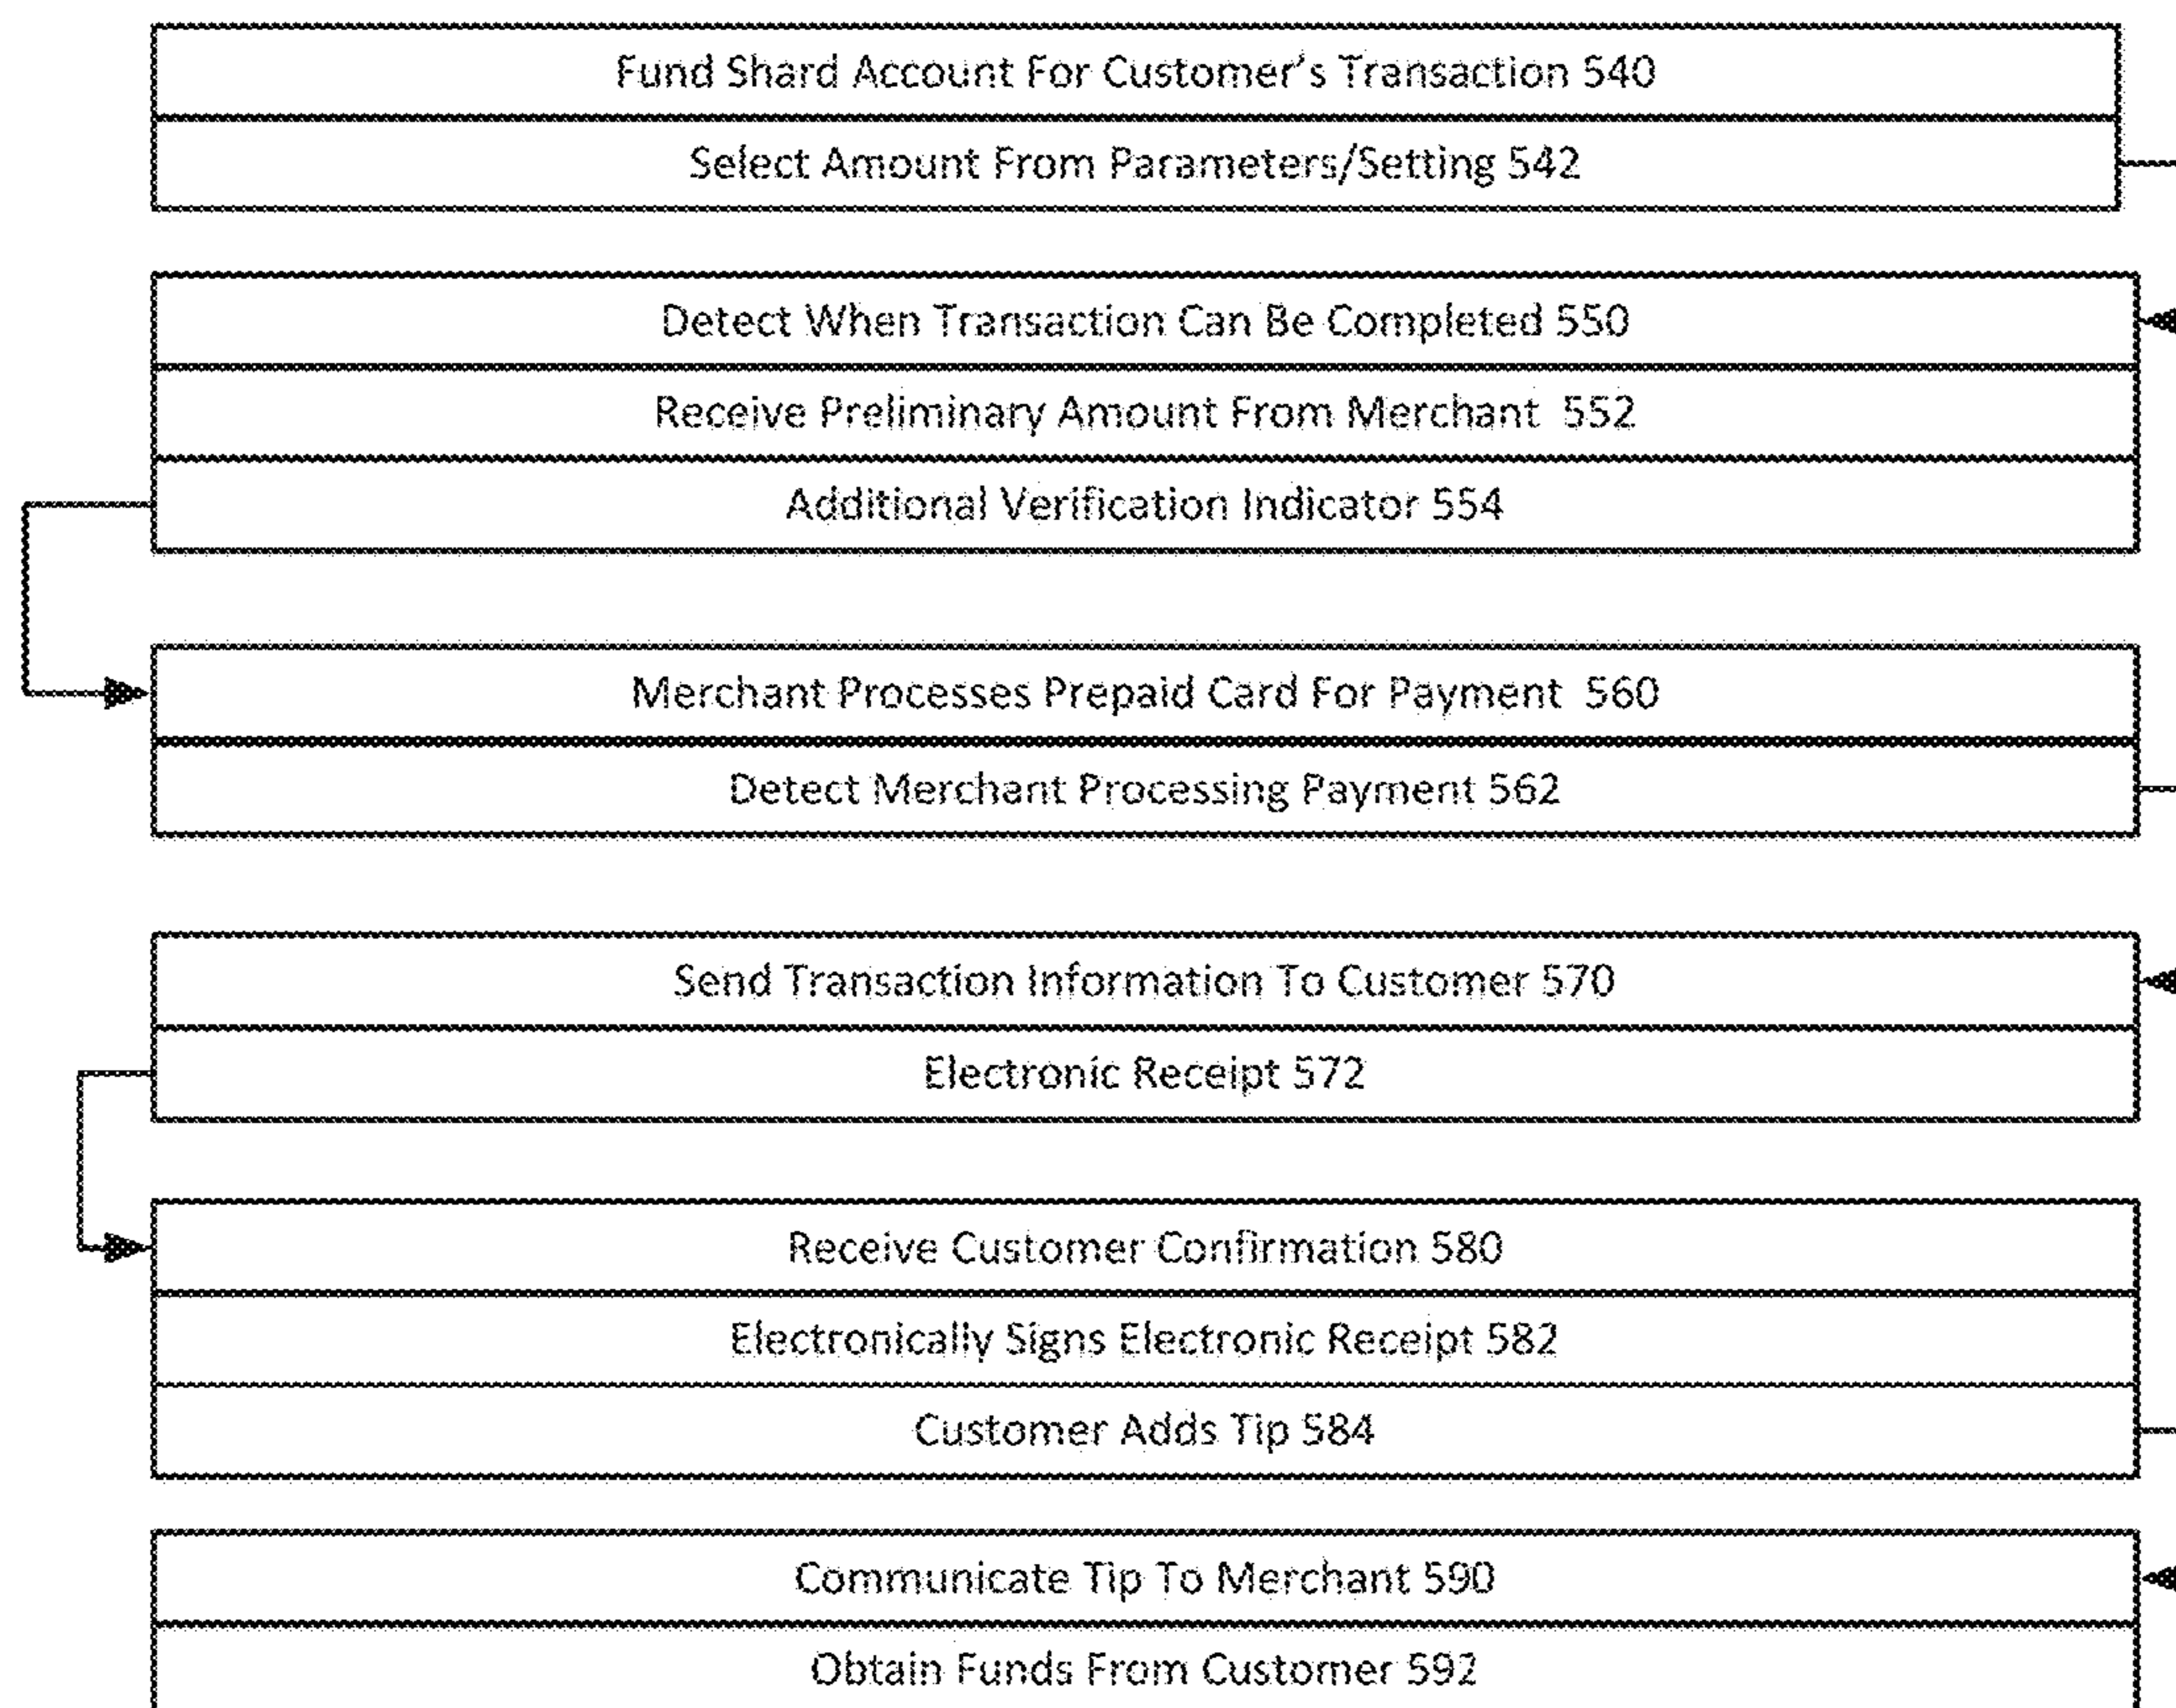 Fund Shard Account For Customer's Transaction 540
Select Amount From Parameters/Setting 542
Detect When Transaction Can Be Completed 550
Receive Preliminary Amount From Merchant 552
Additional Verification Indicator 554
Merchant Processes Prepaid Card For Payment 560
Detect Merchant Processing Payment 562
Send Transaction Information To Customer 570
Electronic Receipt 572
Receive Customer Confirmation 580
Electronically Signs Electronic Receipt 582
Customer Adds Tip 584
Communicate Tip To Merchant 590
Obtain Funds From Customer 592